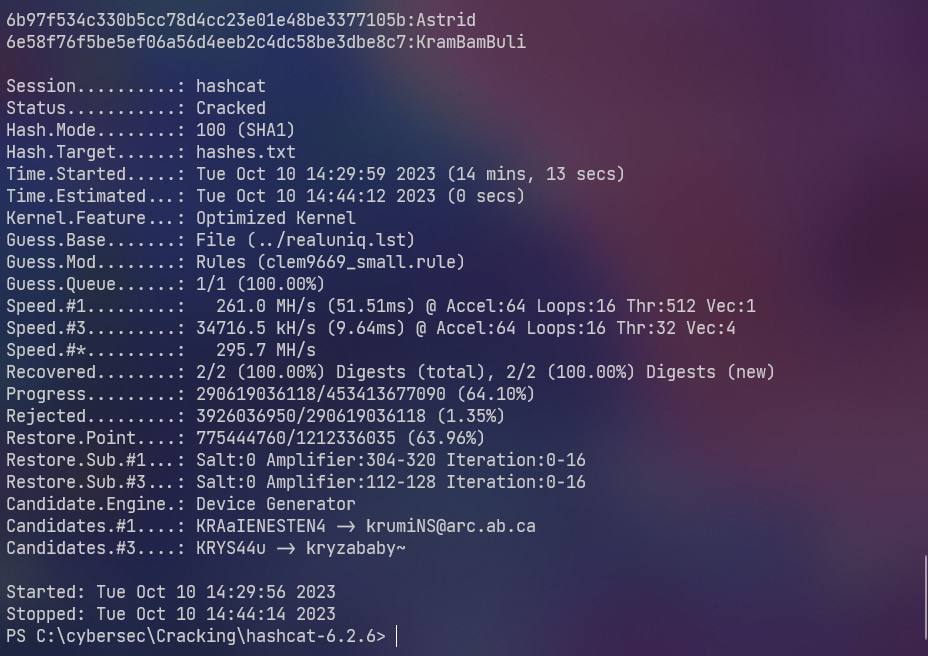 6b97f534c330b5cc78d4cc23e01e48be3377105b:Astrid
6e58f76f5be5ef06a56d4eeb2c4dc58be3dbe8c7:KramBamBuli
Session..........: hashcat
Status...........: Cracked
Hash.Mode........: 100 (SHA1)
Hash.Target......: hashes.txt
Time.Started.....: Tue Oct 10 14:29:59 2023 (14 mins, 13 secs)
Time.Estimated...: Tue Oct 10 14:44:12 2023 (0 secs)
Kernel.Feature...: Optimized Kernel
Guess.Base.......: File (../realuniq.lst)
Guess.Mod........: Rules (clem9669_small.rule)
Guess.Queue......: 1/1 (100.00%)
Speed.#1.........:   261.0 MH/s (51.51ms) @ Accel:64 Loops:16 Thr:512 Vec:1
Speed.#3.........: 34716.5 kH/s (9.64ms) @ Accel:64 Loops:16 Thr:32 Vec:4
Speed.#*.........:   295.7 MH/s
Recovered........: 2/2 (100.00%) Digests (total), 2/2 (100.00%) Digests (new)
Progress.........: 290619036118/453413677090 (64.10%)
Rejected.........: 3926036950/290619036118 (1.35%)
Restore.Point....: 775444760/1212336035 (63.96%)
Restore.Sub.#1...: Salt:0 Amplifier:304-320 Iteration:0-16
Restore.Sub.#3...: Salt:0 Amplifier:112-128 Iteration:0-16
Candidate.Engine.: Device Generator
Candidates.#1....: KRAaIENESTEN4 -> krumiNS@arc.ab.ca
Candidates.#3....: KRYS44u -> kryzababy~
Started: Tue Oct 10 14:29:56 2023
Stopped: Tue Oct 10 14:44:14 2023
PS C:\cybersec\Cracking\hashcat-6.2.6>